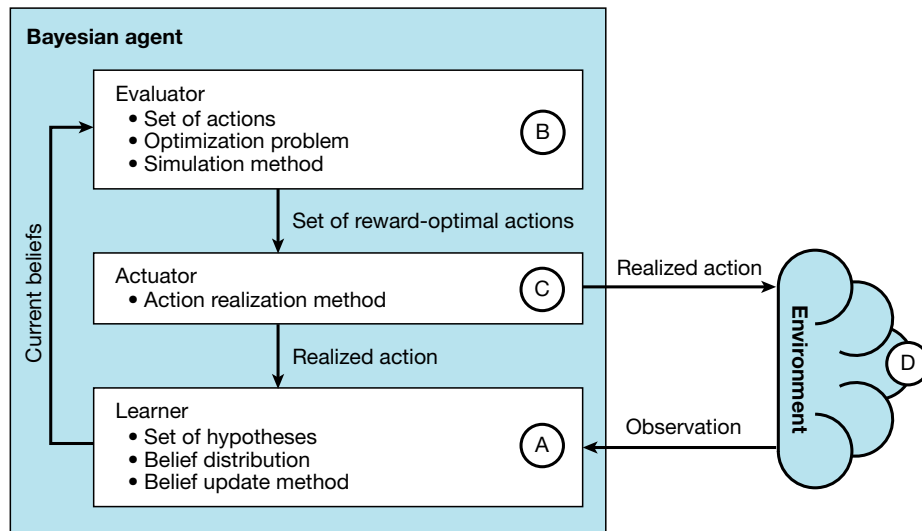 Bayesian agent
Evaluator
• Set of actions
• Optimization problem
• Simulation method
B
Set of reward-optimal actions
Current beliefs
Actuator
• Action realization method
C
Realized action
Realized action
Environment
D
Learner
• Set of hypotheses
• Belief distribution
• Belief update method
A
Observation